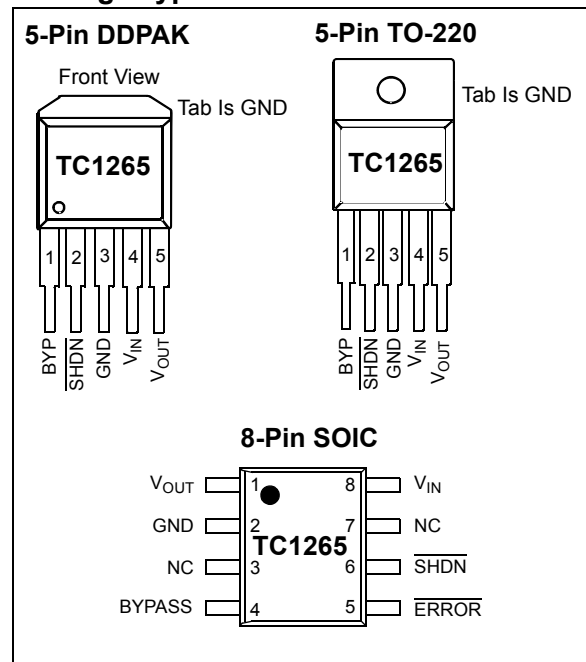 5-Pin DDPAK
Front View
Tab Is GND
TC1265
1 2 3 4 5
BYP
SHDN
GND
VIN
VOUT
5-Pin TO-220
Tab Is GND
TC1265
1 2 3 4 5
BYP
SHDN
GND
VIN
VOUT
8-Pin SOIC
VOUT 1 8 VIN
GND 2 7 NC
TC1265
NC 3 6 SHDN
BYPASS 4 5 ERROR